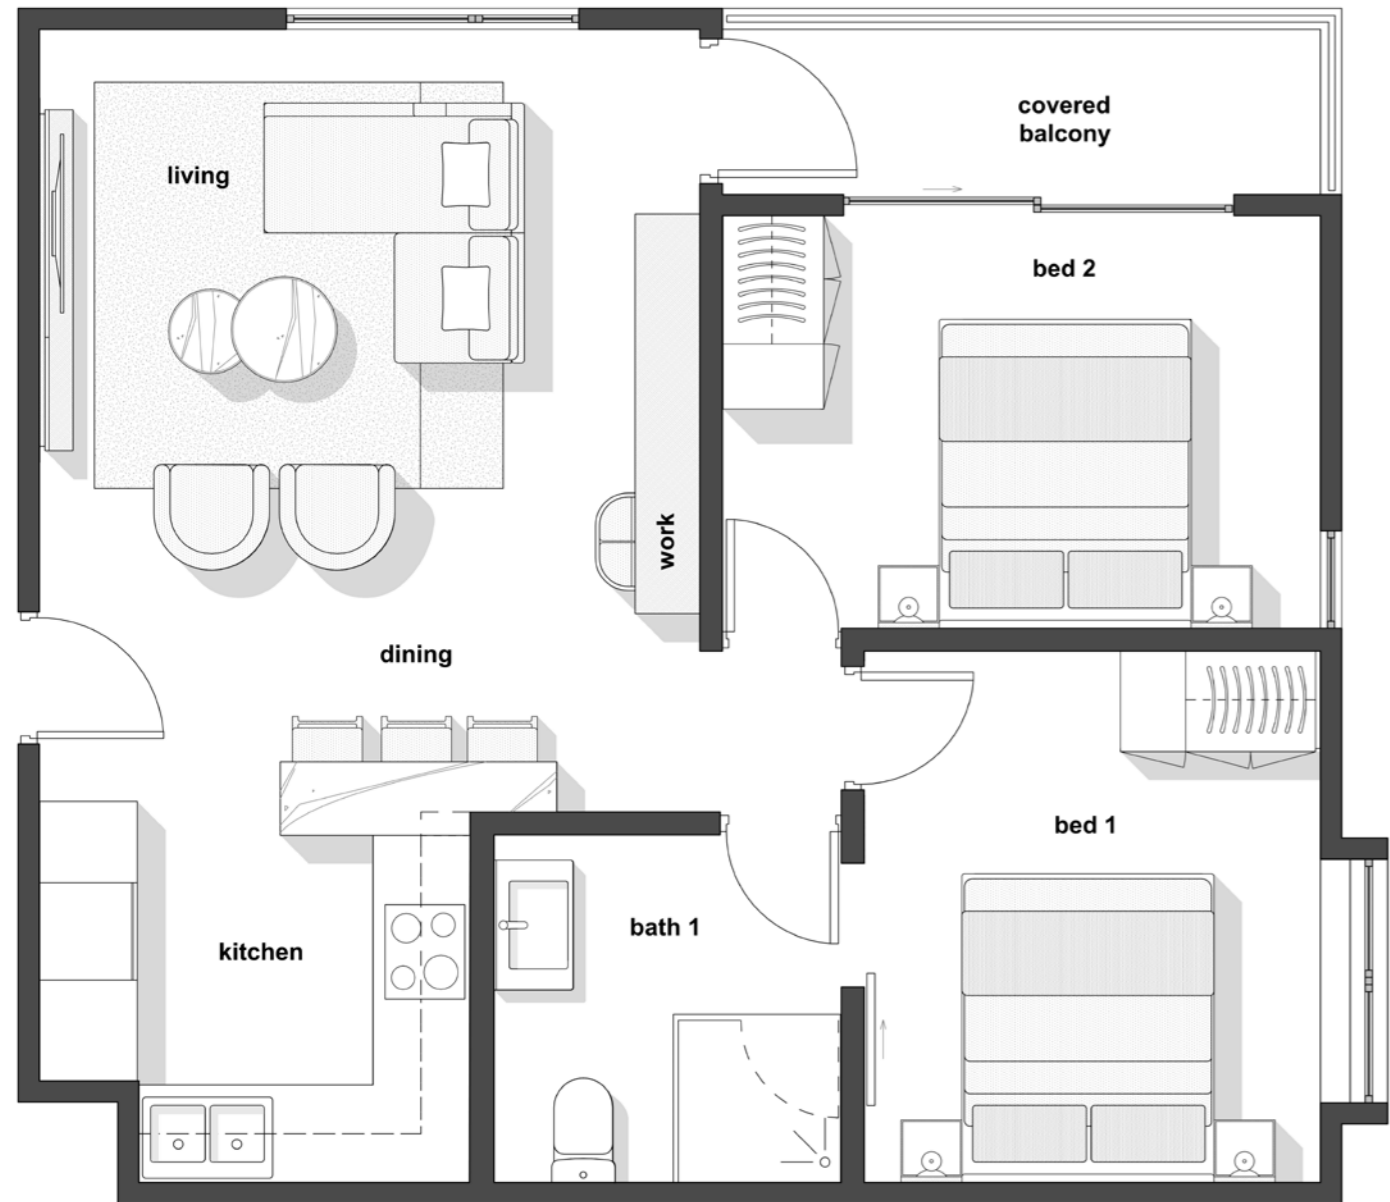 covered
balcony
living
bed 2
work
dining
bed 1
bath 1
kitchen